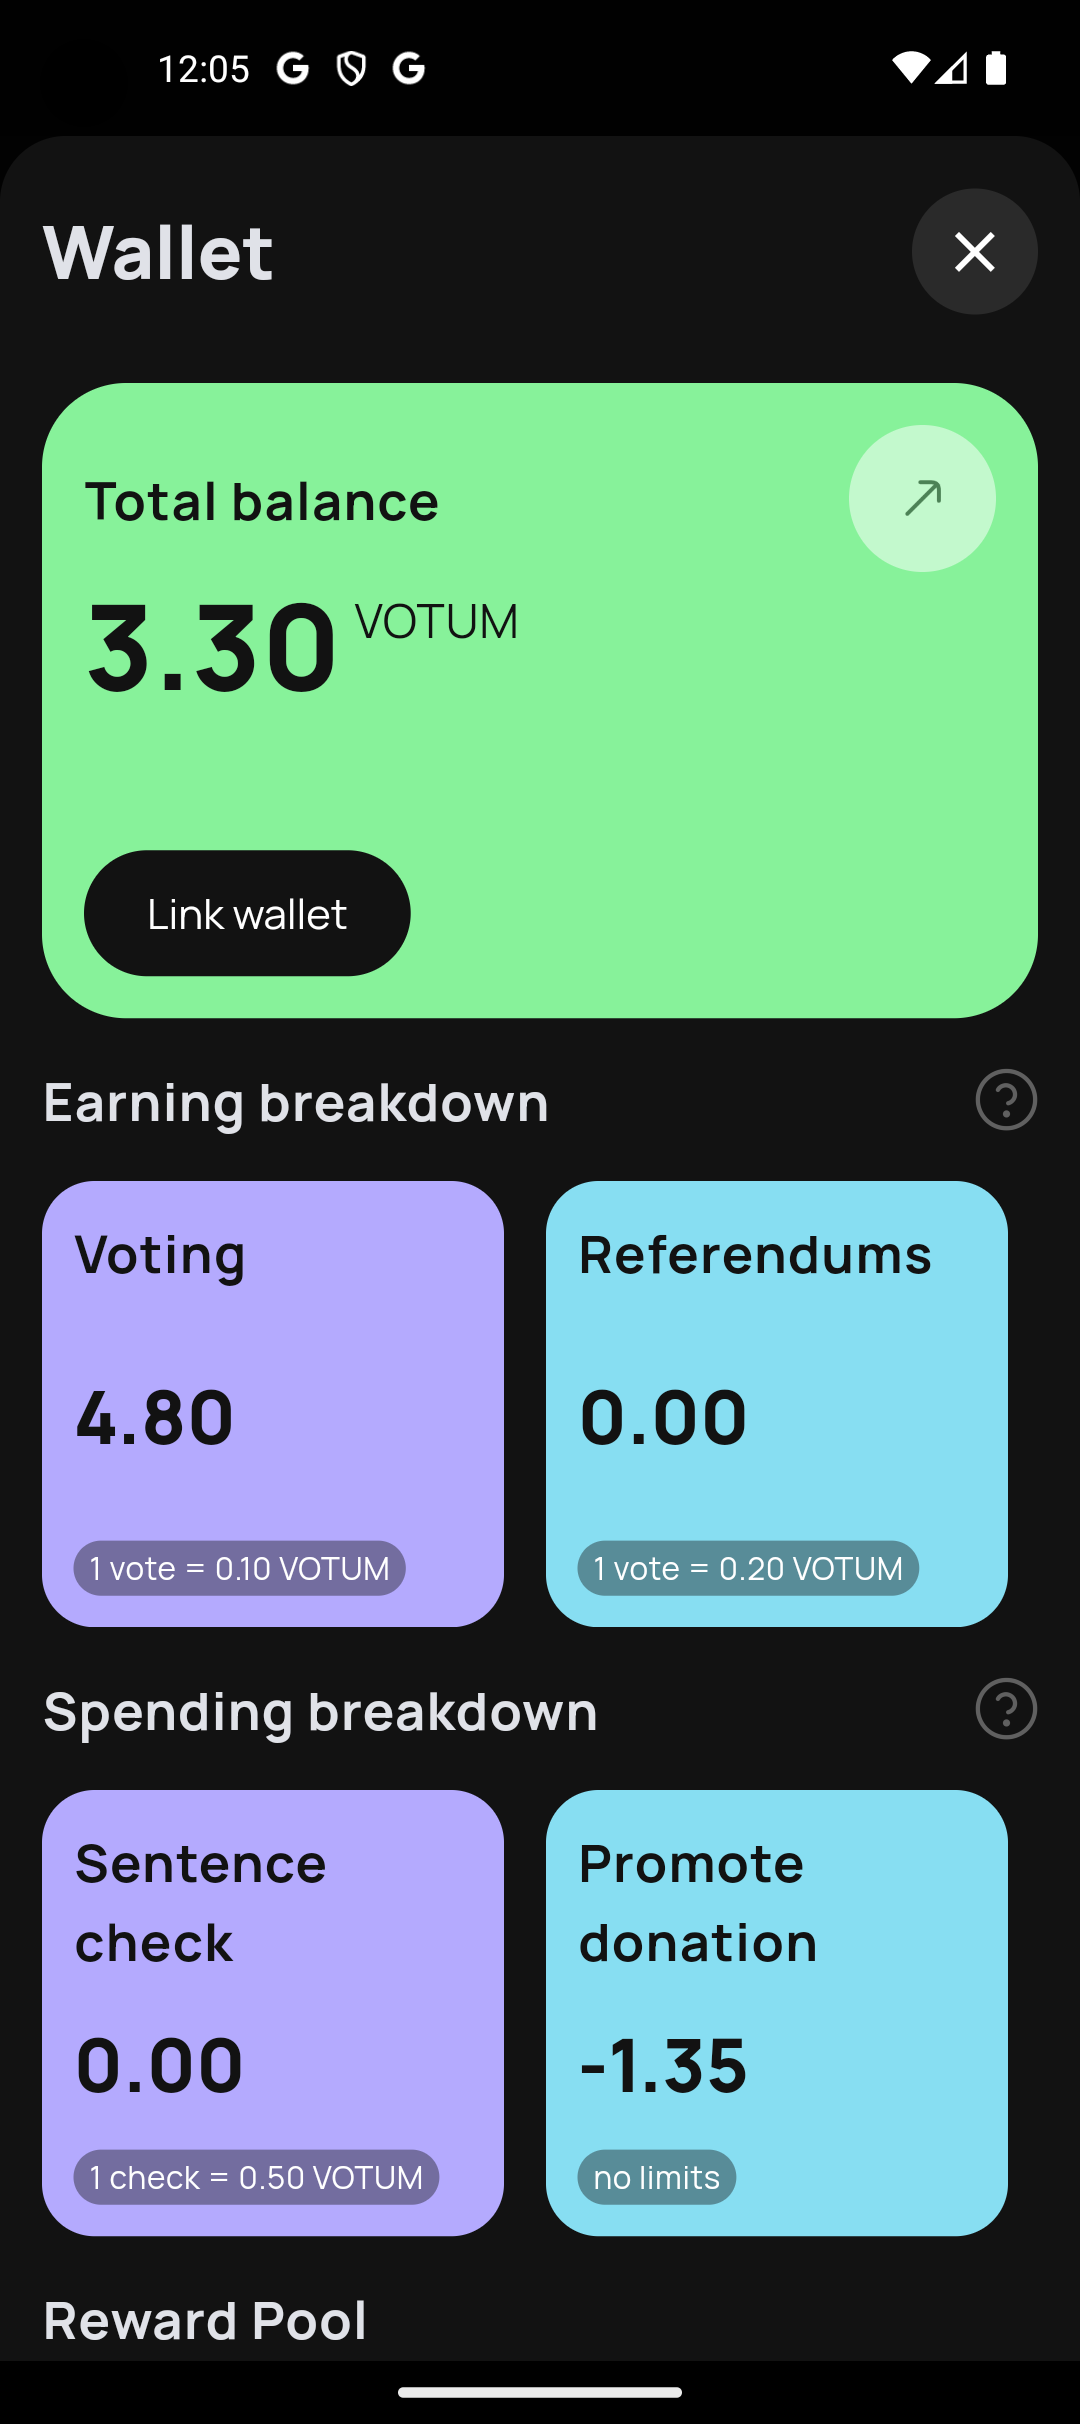 12:05
Wallet
Total balance
3.30 VOTUM
Link wallet
Earning breakdown
Voting
Referendums
4.80
0.00
1 vote = 0.10 VOTUM
1 vote = 0.20 VOTUM
Spending breakdown
Sentence
check
Promote
donation
0.00
-1.35
1 check = 0.50 VOTUM
no limits
Reward Pool